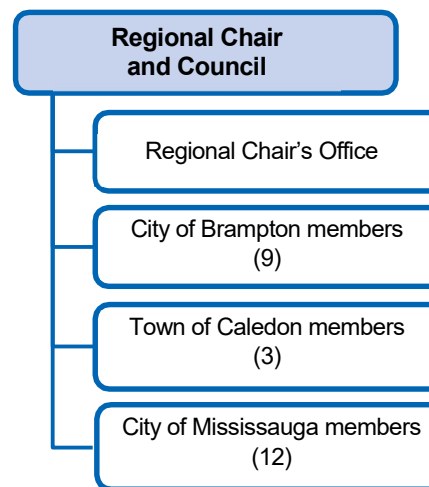 Regional Chair
and Council
Regional Chair’s Office
City of Brampton members
(9)
Town of Caledon members
(3)
City of Mississauga members
(12)